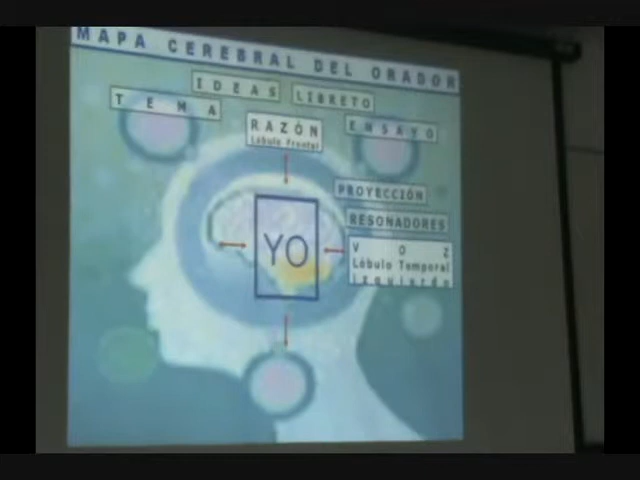 MAPA CEREBRAL DEL ORADOR
IDEAS
LIBRETO
TEMA
RAZÓN
Lóbulo Frontal
ENSAYO
PROYECCIÓN
RESONADORES
VOZ
Lóbulo Temporal
izquierdo
YO